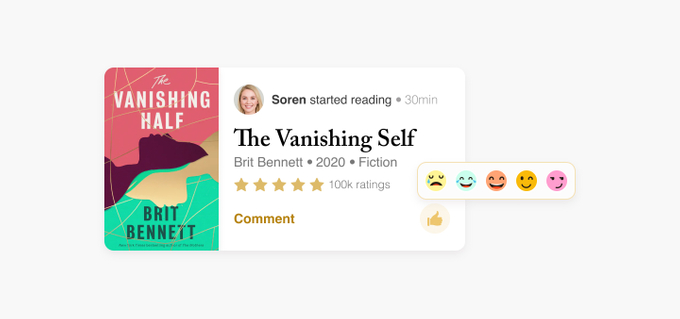 The
VANISHING
HALF
BRIT
BENNETT
Soren started reading • 30min
The Vanishing Self
Brit Bennett • 2020 • Fiction
100k ratings
Comment